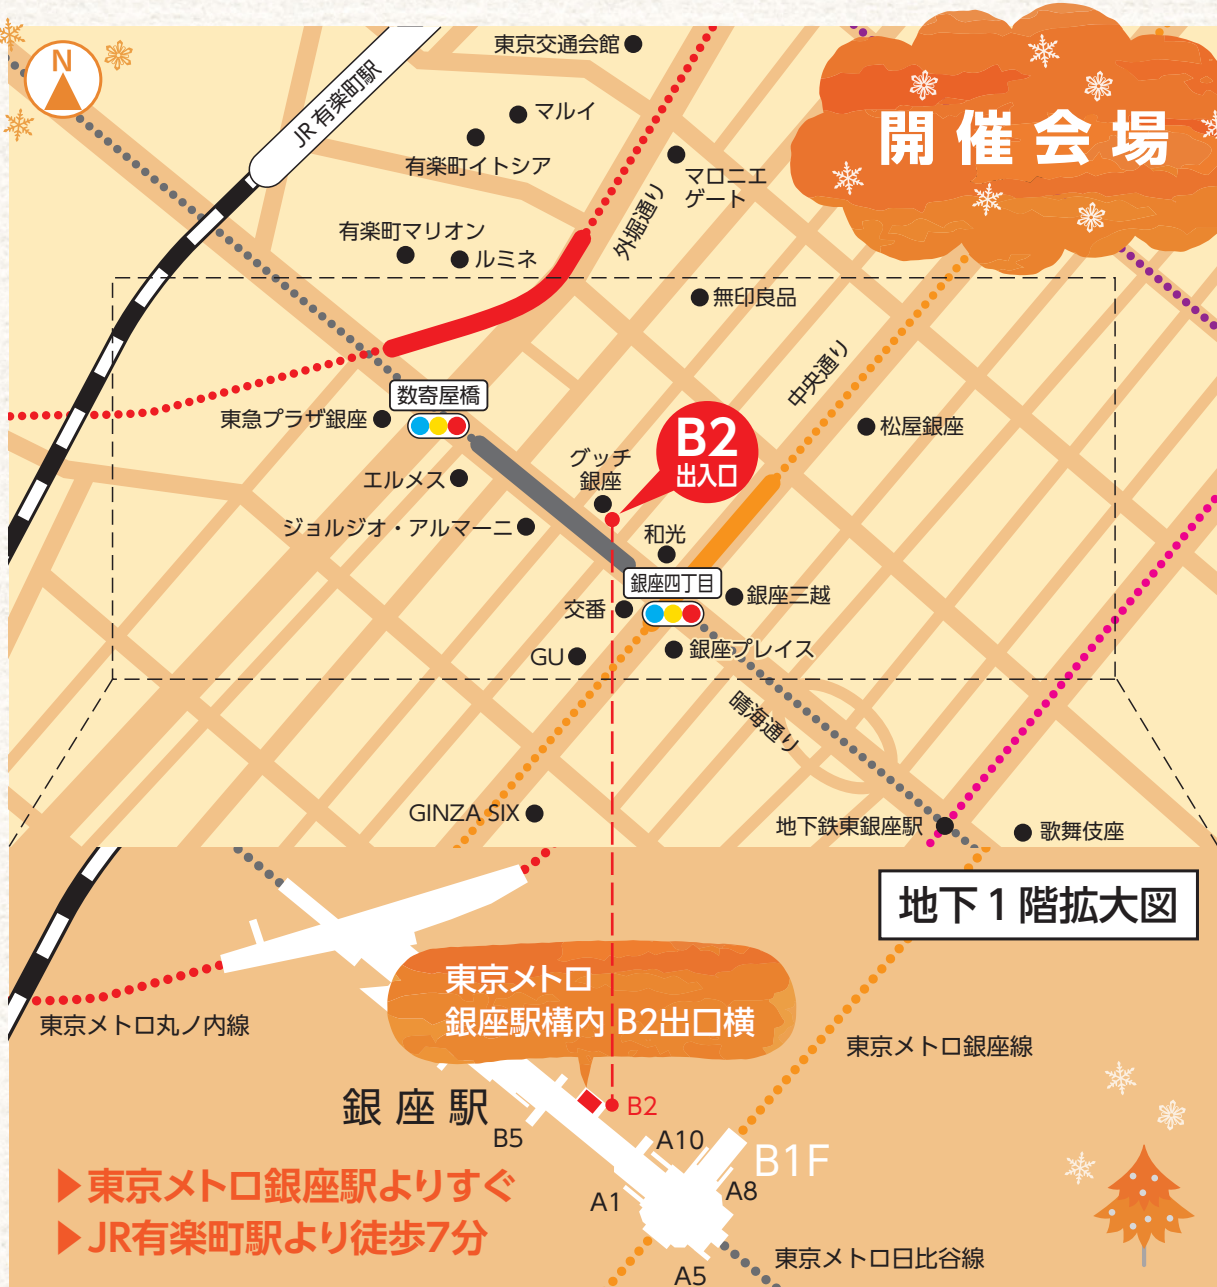 N
東京交通会館
JR 有楽町駅
マルイ
有楽町イトシア
マロニエ
ゲート
開催会場
外堀通り
有楽町マリオン
ルミネ
無印良品
中央通り
数寄屋橋
東急プラザ銀座
B2
出入口
松屋銀座
グッチ
銀座
エルメス
ジョルジオ・アルマーニ
和光
銀座四丁目
交番
銀座三越
GU
銀座プレイス
晴海通り
GINZA SIX
地下鉄東銀座駅
歌舞伎座
地下1階拡大図
東京メトロ
銀座駅構内 B2出口横
東京メトロ丸ノ内線
東京メトロ銀座線
銀座駅
B2
B5
A10
B1F
A1
A8
▶東京メトロ銀座駅よりすぐ
▶JR有楽町駅より徒歩7分
東京メトロ日比谷線
A5